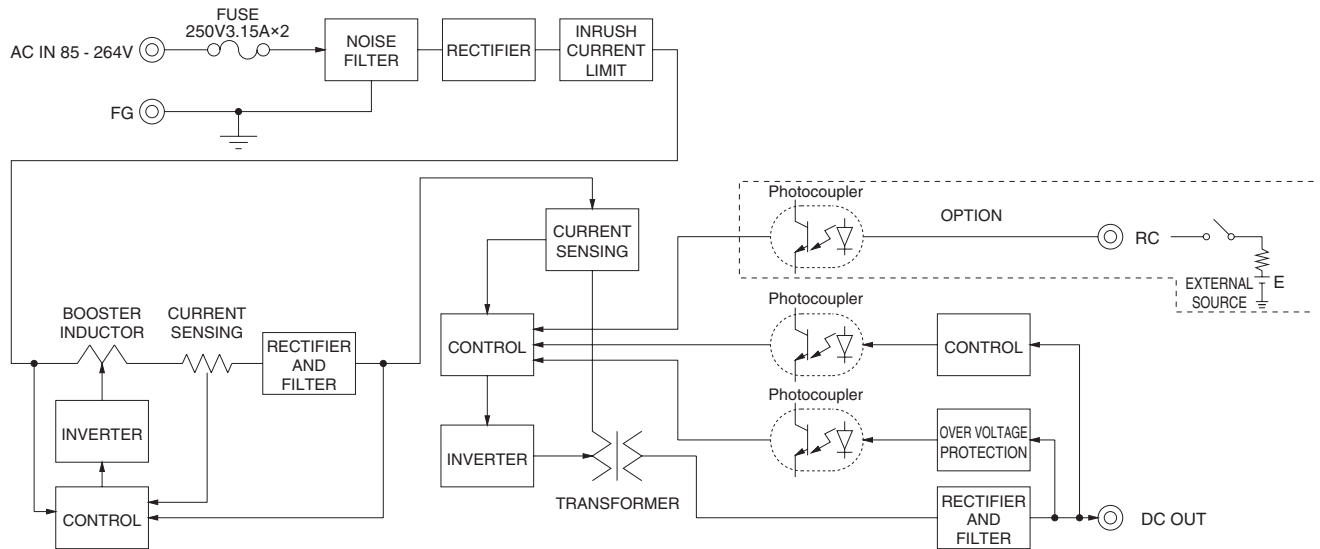 FUSE
250V3.15A×2
AC IN 85 - 264V
NOISE
FILTER
RECTIFIER
INRUSH
CURRENT
LIMIT
FG
Photocoupler
OPTION
RC
CURRENT
SENSING
EXTERNAL
SOURCE
E
BOOSTER
INDUCTOR
CURRENT
SENSING
Photocoupler
RECTIFIER
AND
FILTER
CONTROL
CONTROL
Photocoupler
INVERTER
INVERTER
OVER VOLTAGE
PROTECTION
TRANSFORMER
CONTROL
RECTIFIER
AND
FILTER
DC OUT